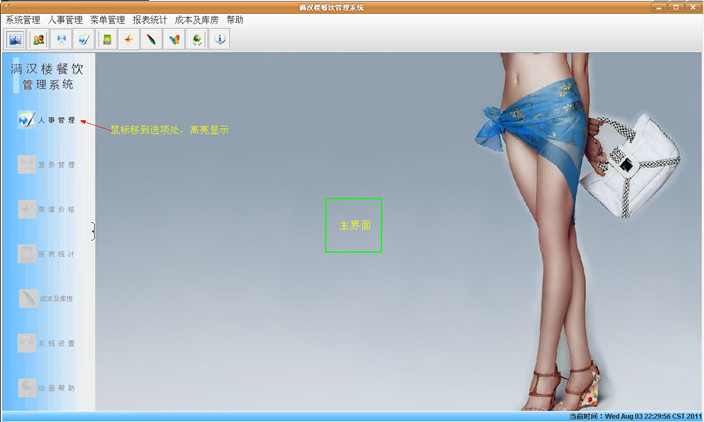 满汉楼餐饮管理系统
系统管理 人事管理 菜单管理 报表统计 成本及库房 帮助
满汉楼餐饮
管理系统
人事管理
鼠标移到选项处，高亮显示
登录管理
菜谱价格
主界面
报表统计
成本及库房
系统设置
动画帮助
当前时间：Wed Aug 03 22:29:56 CST 2011